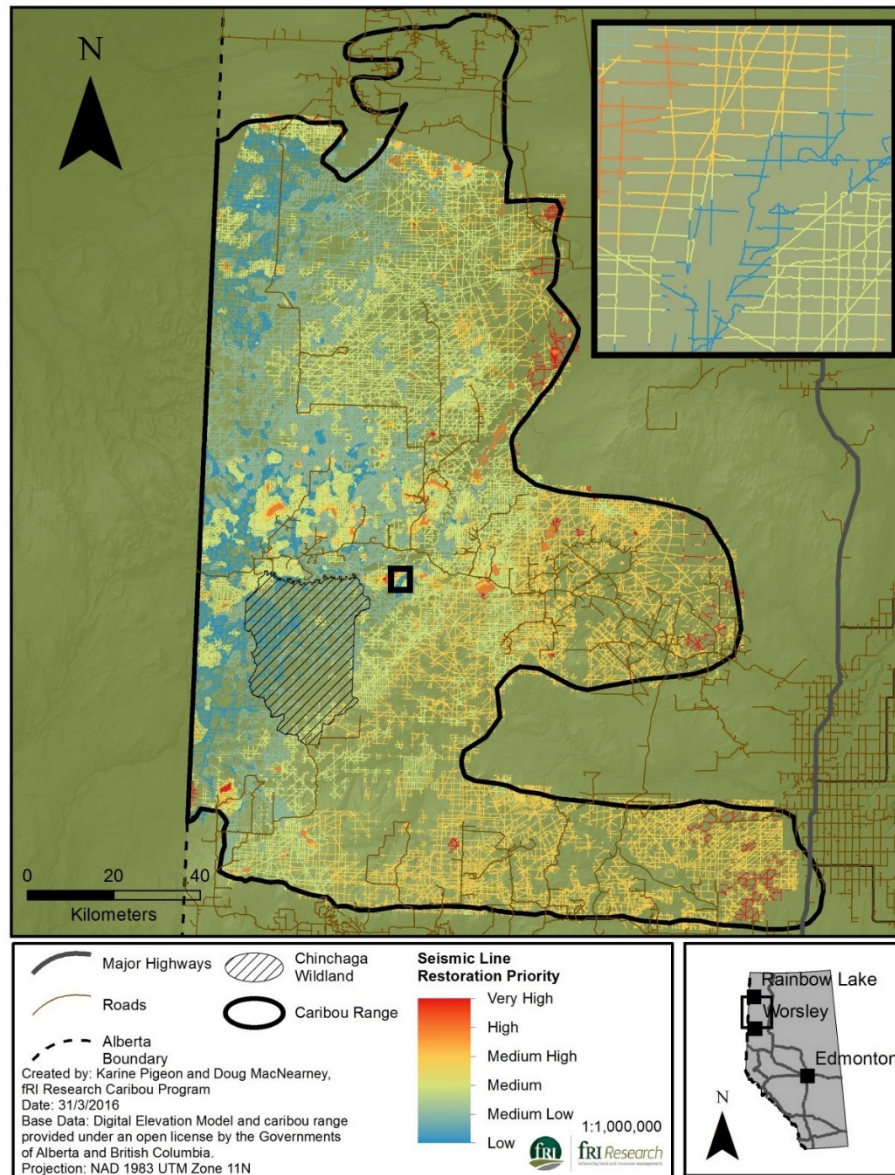 N
0 20 40
Kilometers
Major Highways
Roads
Alberta
Boundary
Chinchaga
Wildland
Caribou Range
Seismic Line
Restoration Priority
Very High
High
Medium High
Medium
Medium Low
Low
Created by: Karine Pigeon and Doug MacNearney,
fRI Research Caribou Program
Date: 31/3/2016
Base Data: Digital Elevation Model and caribou range
provided under an open license by the Governments
of Alberta and British Columbia.
Projection: NAD 1983 UTM Zone 11N
1:1,000,000
fRI
fRI Research
Rainbow Lake
Worsley
Edmonton
N